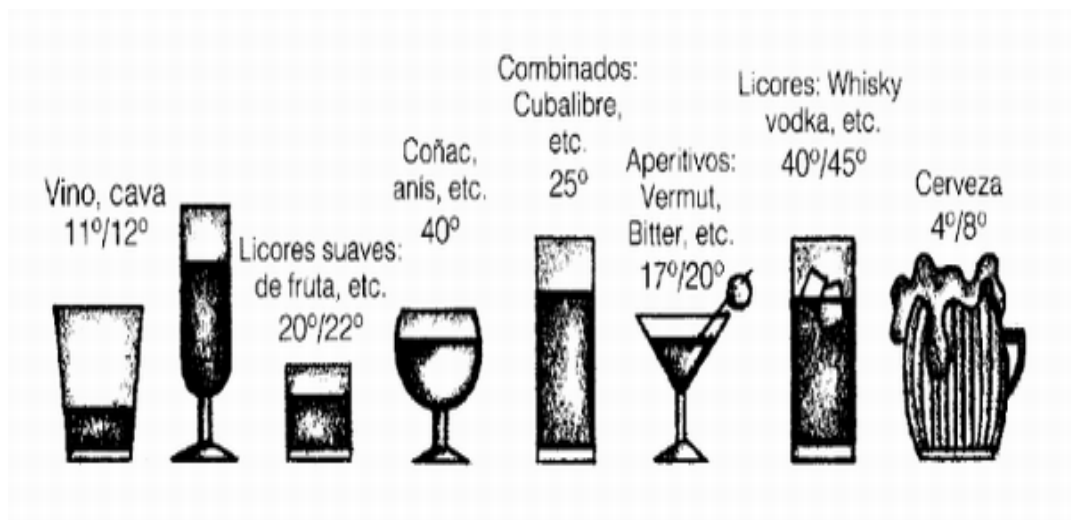 Vino, cava
11º/12º
Licores suaves:
de fruta, etc.
20º/22º
Coñac,
anis, etc.
40º
Combinados:
Cubalibre,
etc.
25º
Aperitivos:
Vermut,
Bitter, etc.
17º/20º
Licores: Whisky
vodka, etc.
40º/45º
Cerveza
4º/8º